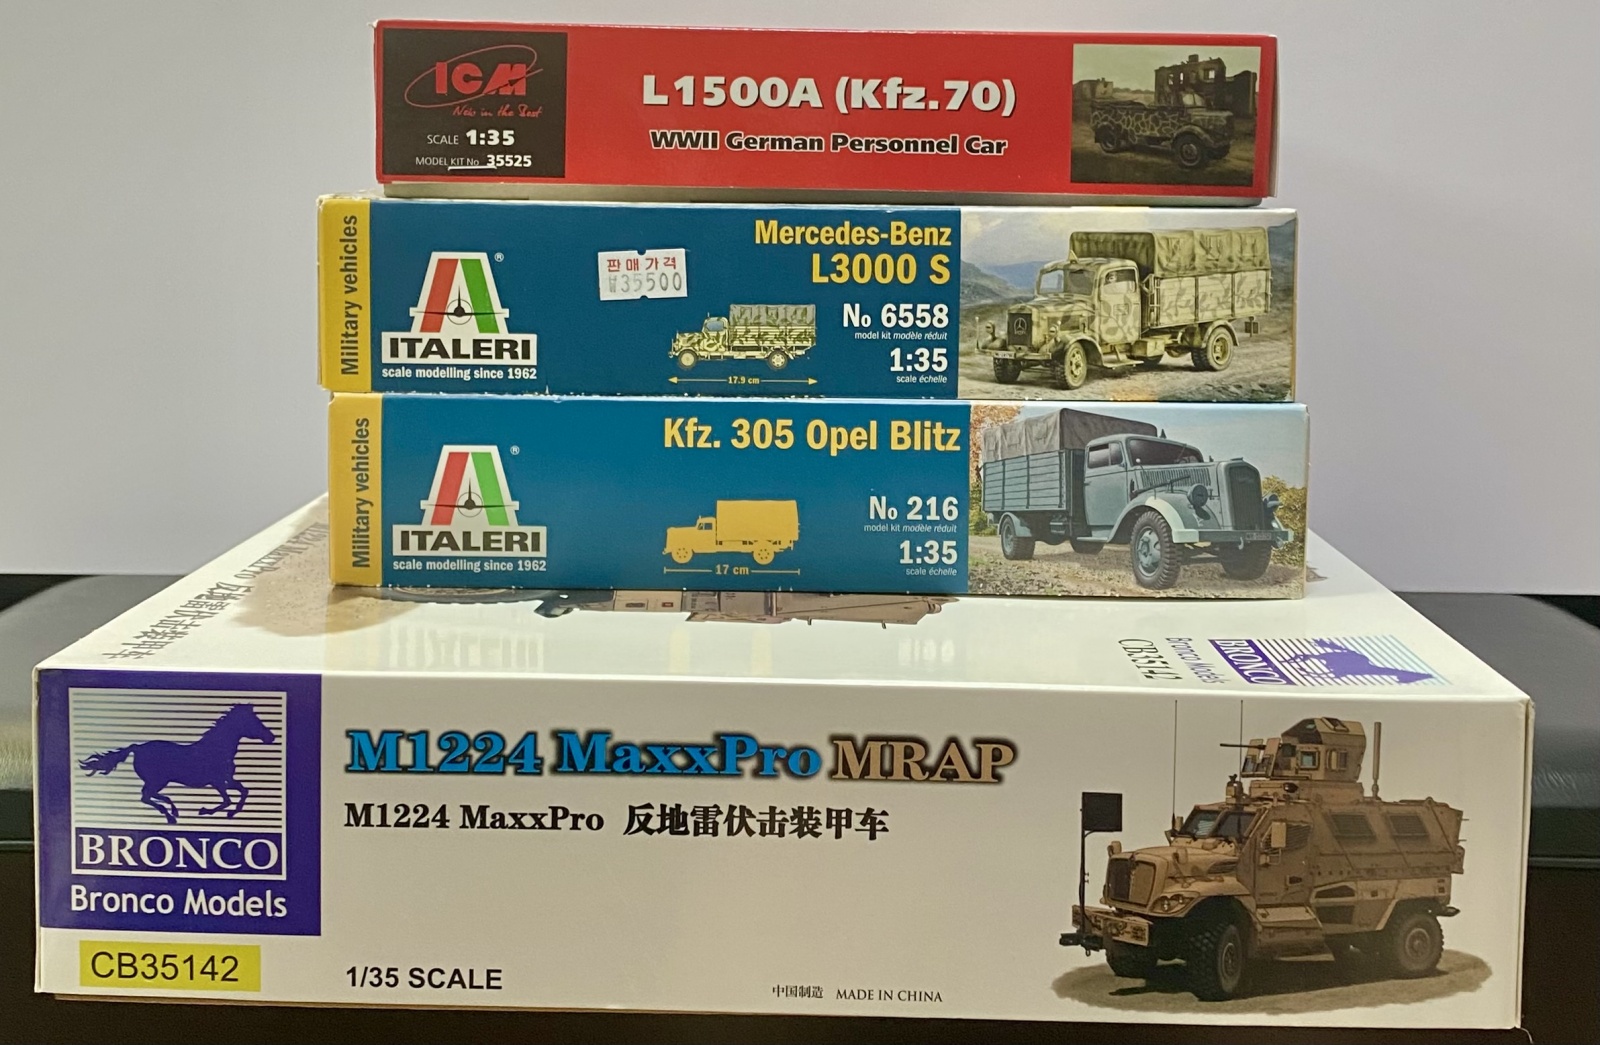 ICM
New in the Best
SCALE 1:35
MODEL KIT No 35525
L1500A (Kfz.70)
WWII German Personnel Car
Military vehicles
ITALERI
scale modelling since 1962
판매가격
₩35500
Mercedes-Benz
L3000 S
No 6558
model kit modèle réduit
1:35
scale échelle
17.9 cm
Military vehicles
ITALERI
scale modelling since 1962
Kfz. 305 Opel Blitz
No 216
model kit modèle réduit
1:35
scale échelle
17 cm
BRONCO
Bronco Models
CB35142
BRONCO
Bronco Models
CB35142
M1224 MaxxPro MRAP
M1224 MaxxPro 反地雷伏击装甲车
1/35 SCALE
中国制造 MADE IN CHINA